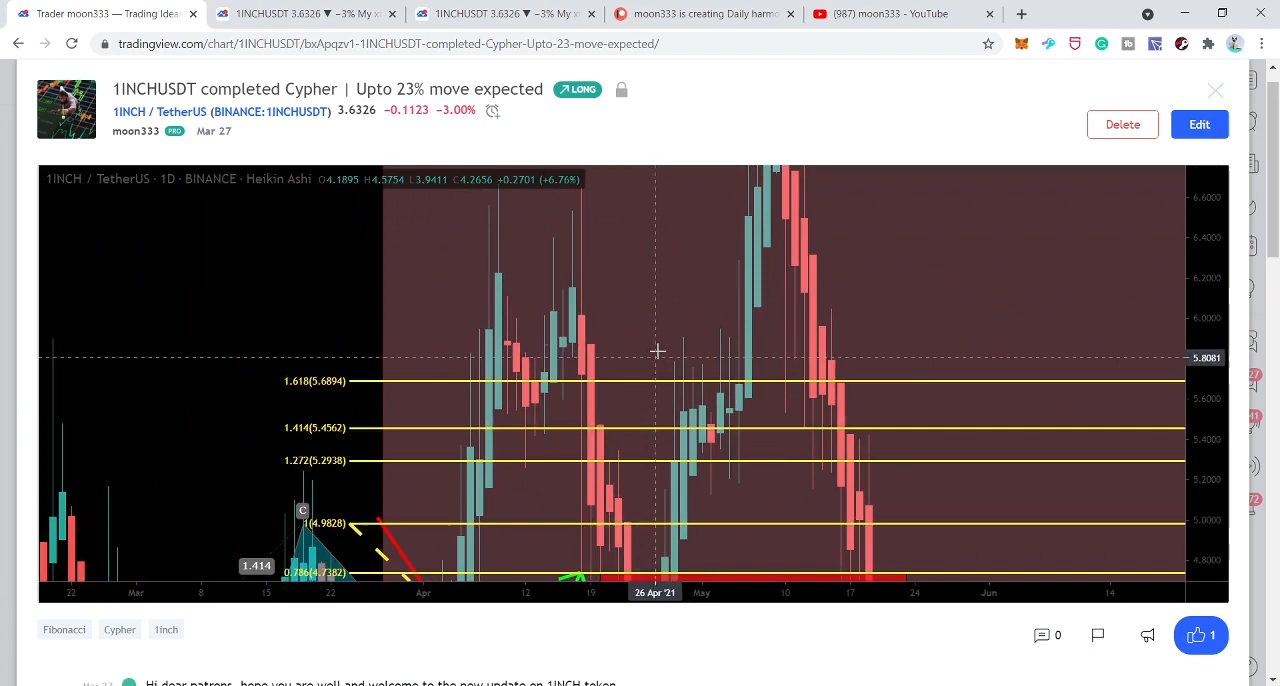 Trader moon333 — Trading Idea
1INCHUSDT 3.6326 ▼ −3% My x
1INCHUSDT 3.6326 ▼ −3% My x
moon333 is creating Daily harmo
(987) moon333 - YouTube
tradingview.com/chart/1INCHUSDT/bxApqzv1-1INCHUSDT-completed-Cypher-Upto-23-move-expected/
1INCHUSDT completed Cypher | Upto 23% move expected
LONG
1INCH / TetherUS (BINANCE:1INCHUSDT) 3.6326 −0.1123 −3.00%
moon333 PRO Mar 27
Delete
Edit
1INCH / TetherUS · 1D · BINANCE · Heikin Ashi O4.1895 H4.5754 L3.9411 C4.2656 +0.2701 (+6.76%)
6.6000
6.4000
6.2000
6.0000
5.8081
1.618(5.6894)
5.6000
1.414(5.4562)
5.4000
1.272(5.2938)
5.2000
C
1(4.9828)
5.0000
1.414
0.786(4.7382)
4.8000
22 Mar 8 15 22 Apr 12 19 26 Apr '21 May 10 17 24 Jun 14
Fibonacci Cypher 1inch
0
1
Mar 27 Hi dear patrons, hope you are well and welcome to the new update on 1INCH token